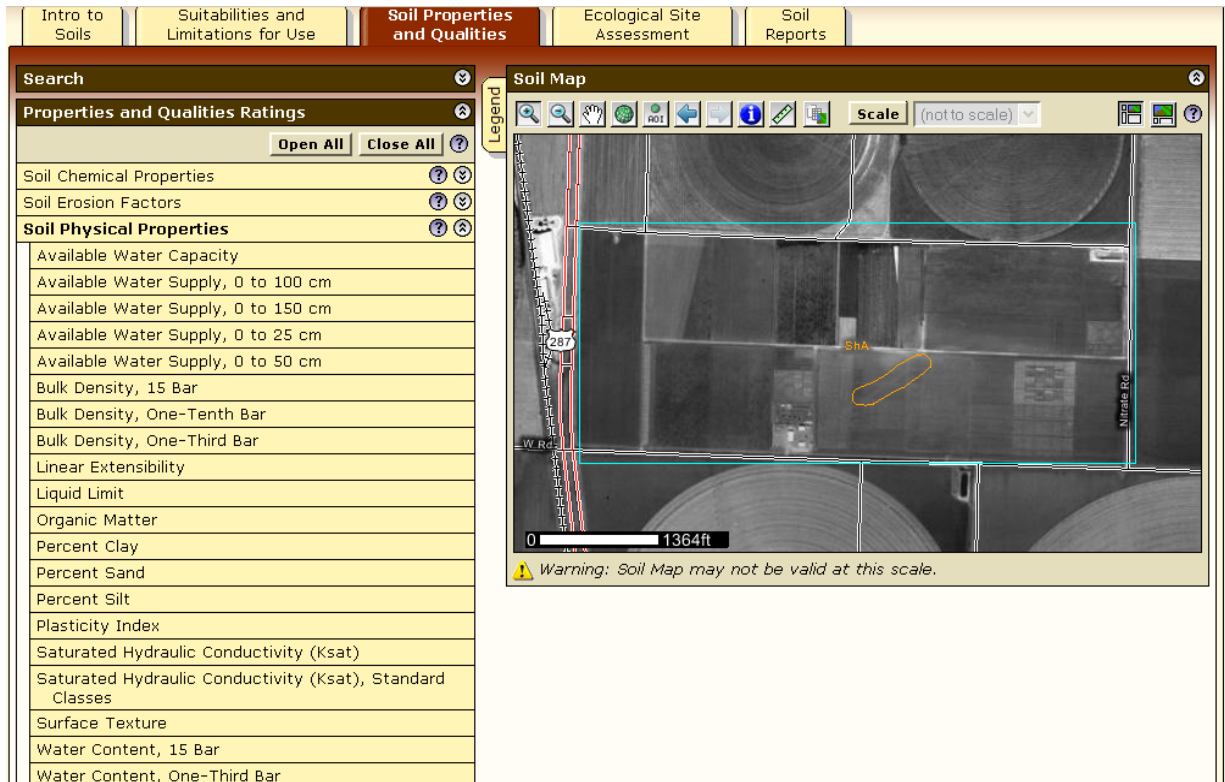 Intro to
Soils
Suitabilities and
Limitations for Use
Soil Properties
and Qualities
Ecological Site
Assessment
Soil
Reports
Search
Properties and Qualities Ratings
Open All Close All
Soil Chemical Properties
Soil Erosion Factors
Soil Physical Properties
Available Water Capacity
Available Water Supply, 0 to 100 cm
Available Water Supply, 0 to 150 cm
Available Water Supply, 0 to 25 cm
Available Water Supply, 0 to 50 cm
Bulk Density, 15 Bar
Bulk Density, One-Tenth Bar
Bulk Density, One-Third Bar
Linear Extensibility
Liquid Limit
Organic Matter
Percent Clay
Percent Sand
Percent Silt
Plasticity Index
Saturated Hydraulic Conductivity (Ksat)
Saturated Hydraulic Conductivity (Ksat), Standard
Classes
Surface Texture
Water Content, 15 Bar
Water Content, One-Third Bar
Legend
Soil Map
AOI
Scale (not to scale)
287
ShA
Nitrate Rd
W Rd
0 1364ft
Warning: Soil Map may not be valid at this scale.